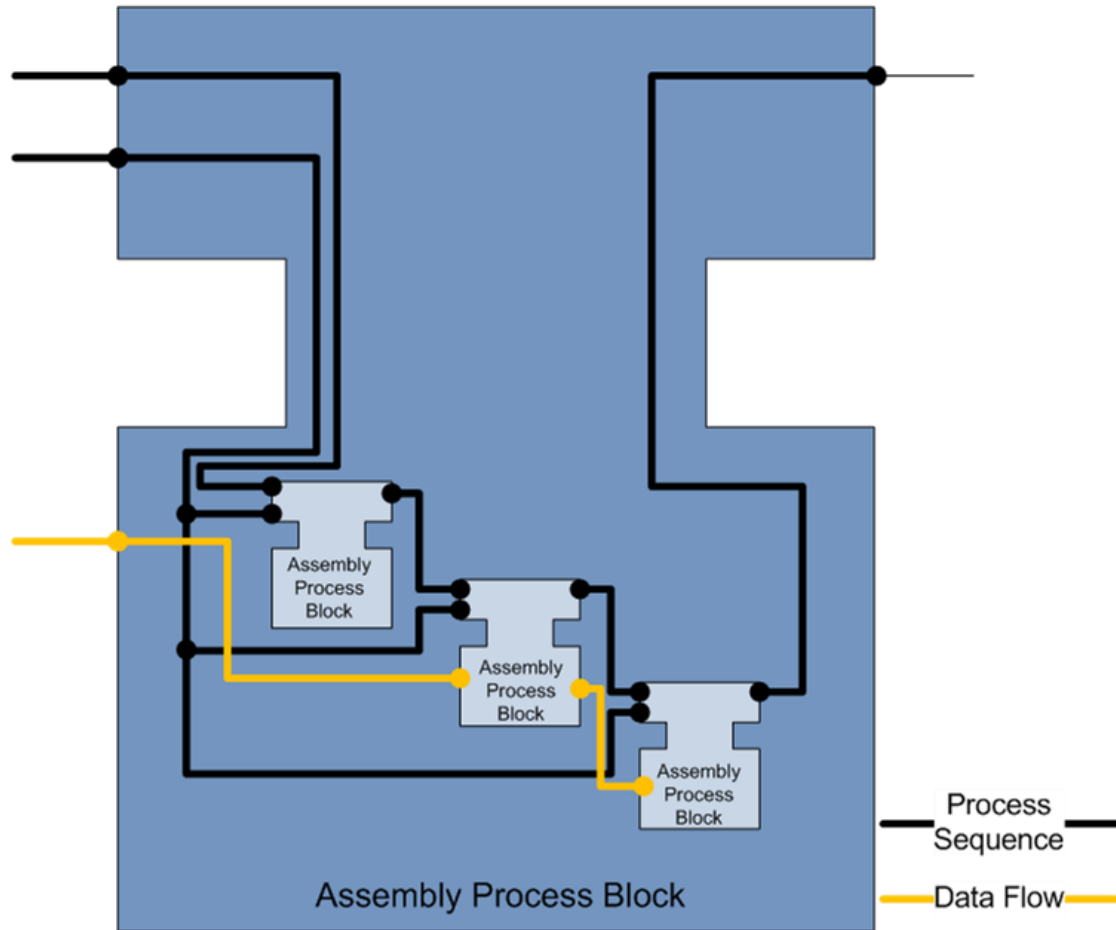 Assembly
Process
Block
Assembly
Process
Block
Assembly
Process
Block
Process
Sequence
Data Flow
Assembly Process Block